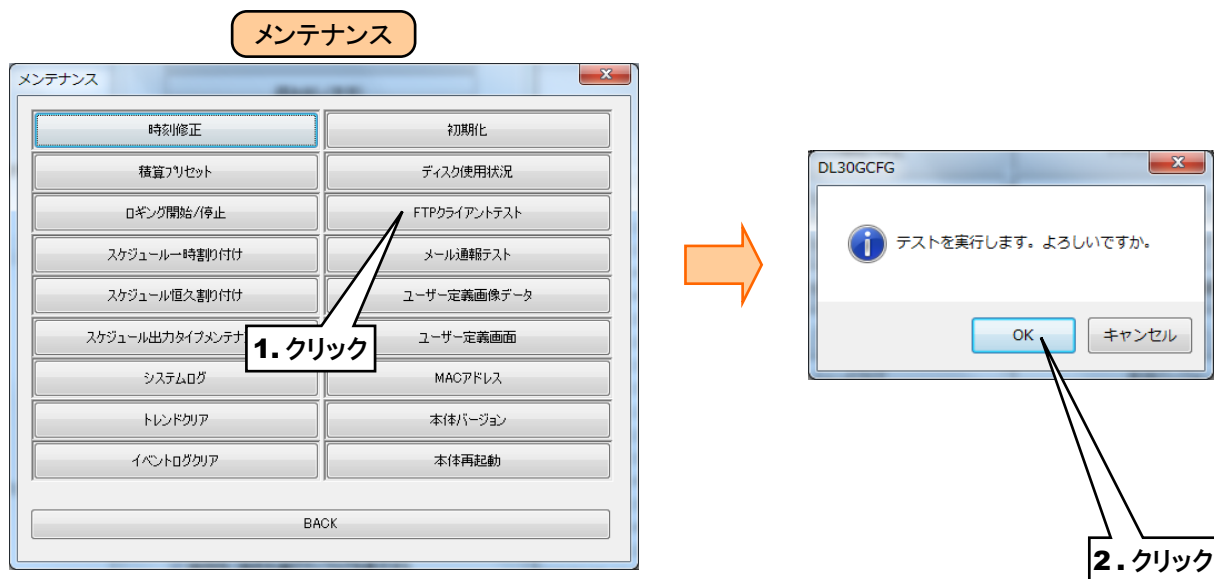 メンテナンス
メンテナンス
時刻修正
初期化
積算プリセット
ディスク使用状況
ロギング開始/停止
FTPクライアントテスト
スケジュール一時割り付け
メール通報テスト
スケジュール恒久割り付け
ユーザー定義画像データ
スケジュール出力タイプメンテナ
ユーザー定義画面
システムログ
MACアドレス
トレンドクリア
本体バージョン
イベントログクリア
本体再起動
BACK
1. クリック
DL30GCFG
テストを実行します。よろしいですか。
OK
キャンセル
2. クリック